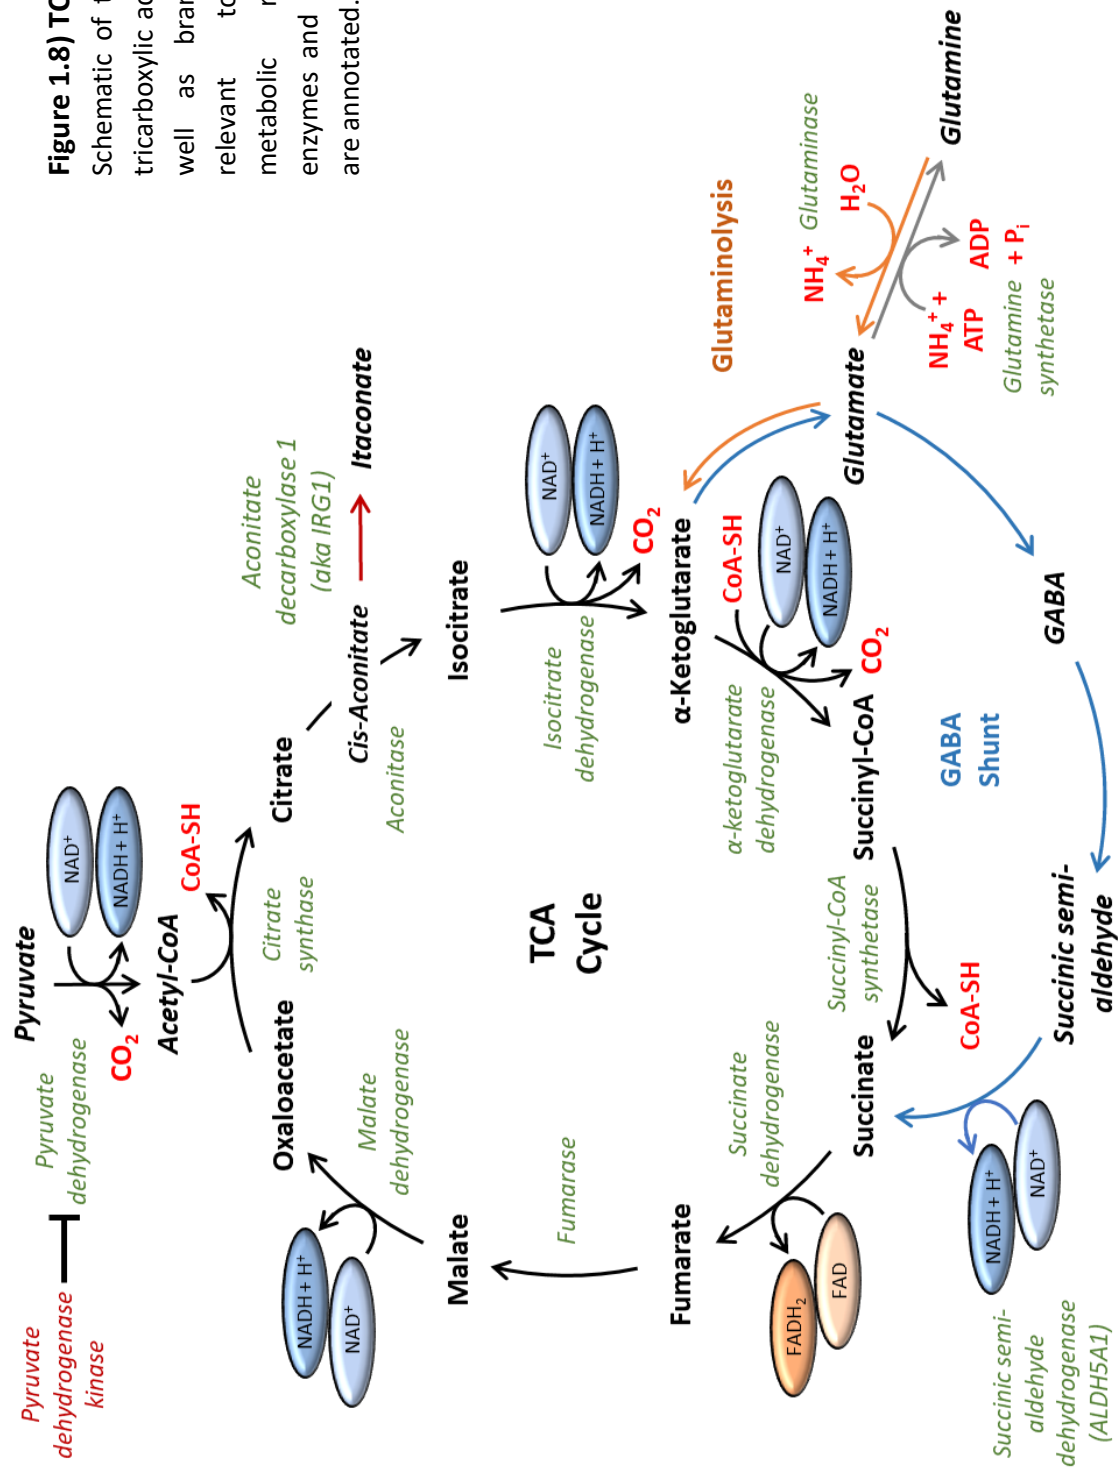 Pyruvate
dehydrogenase
kinase
Pyruvate
dehydrogenase
Pyruvate
NAD+
NADH + H+
CO2
Acetyl-CoA
CoA-SH
Citrate
synthase
Citrate
Aconitase
Cis-Aconitate
Aconitate
decarboxylase 1
(aka IRG1)
Itaconate
Isocitrate
Isocitrate
dehydrogenase
NAD+
NADH + H+
CO2
α-Ketoglutarate
α-ketoglutarate
dehydrogenase
CoA-SH
NAD+
NADH + H+
CO2
Succinyl-CoA
Succinyl-CoA
synthetase
CoA-SH
Succinate
Succinate
dehydrogenase
FADH2
FAD
Fumarate
Fumarase
Malate
Malate
dehydrogenase
NADH + H+
NAD+
Oxaloacetate
TCA
Cycle
Glutaminolysis
Glutamate
NH4+
Glutaminase
H2O
NH4+ +
ATP
ADP
+ Pi
Glutamine
synthetase
Glutamine
GABA
Shunt
GABA
Succinic semi-
aldehyde
NADH + H+
NAD+
Succinic semi-
aldehyde
dehydrogenase
(ALDH5A1)
Figure 1.8) TC
Schematic of t
tricarboxylic ac
well as bran
relevant to
metabolic r
enzymes and
are annotated.